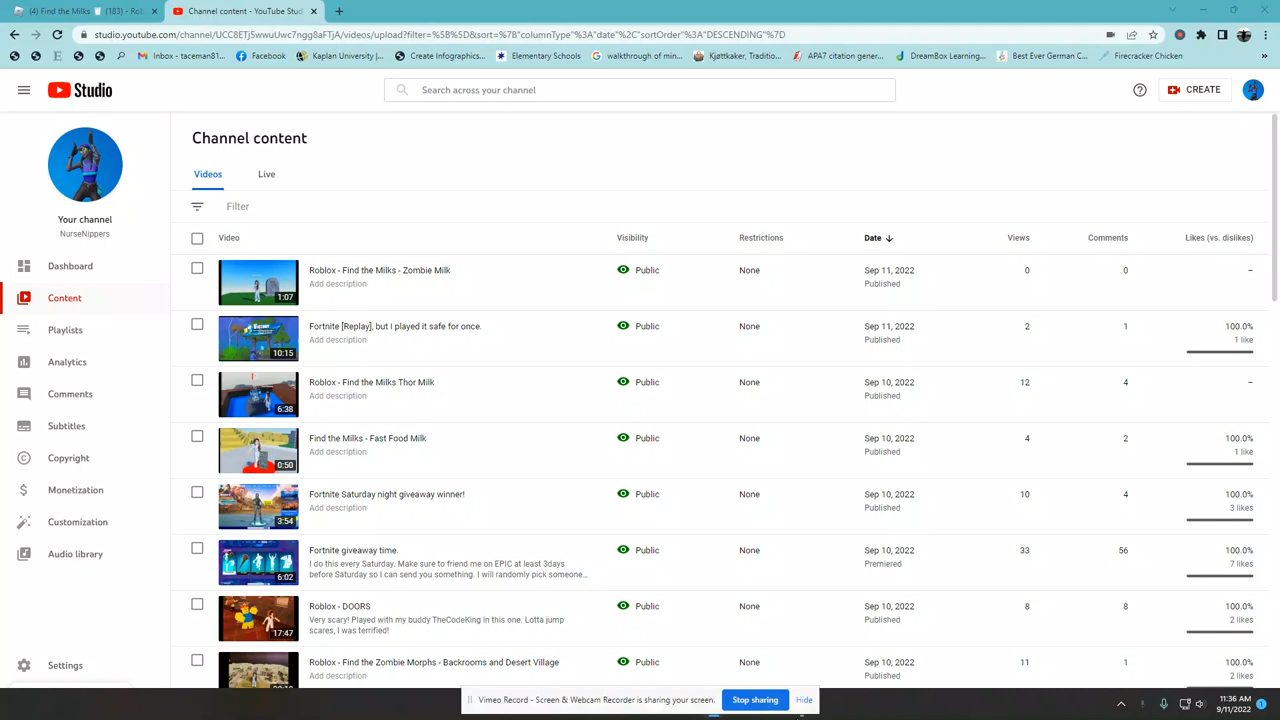 (4) Find the Milks (183) - Rob
Content content - YouTube Stud
studio.youtube.com/channel/UCC8ETj5wwuUwc7ngg8aFTjA/videos/upload?filter=%5B%5D&sort=%7B"columnType"%3A"date"%2C"sortOrder"%3A"DESCENDING"%7D
Inbox - taceman81...
Facebook
Kaplan University:...
Create Infographics...
Elementary Schools
walkthrough of min...
Kjøttkaker, Traditio...
APA7 citation gener...
DreamBox Learning...
Best Ever German C...
Firecracker Chicken
Studio
Search across your channel
CREATE
Your channel
NurseNippers
Dashboard
Content
Playlists
Analytics
Comments
Subtitles
Copyright
Monetization
Customization
Audio library
Settings
Channel content
Videos Live
Filter
Video Visibility Restrictions Date Views Comments Likes (vs. dislikes)
Roblox - Find the Milks - Zombie Milk Public None Sep 11, 2022 0 0 –
1:07 Add description Published
Fortnite [Replay], but I played it safe for once. Public None Sep 11, 2022 2 1 100.0%
10:15 Add description Published 1 like
Roblox - Find the Milks Thor Milk Public None Sep 10, 2022 12 4 –
6:38 Add description Published
Find the Milks - Fast Food Milk Public None Sep 10, 2022 4 2 100.0%
0:50 Add description Published 1 like
Fortnite Saturday night giveaway winner! Public None Sep 10, 2022 10 4 100.0%
3:54 Add description Published 3 likes
Fortnite giveaway time. Public None Sep 10, 2022 33 56 100.0%
I do this every Saturday. Make sure to friend me on EPIC at least 3days Premiered 7 likes
6:02 before Saturday so I can send you something. I will randomly pick someone...
Roblox - DOORS Public None Sep 10, 2022 8 8 100.0%
Very scary! Played with my buddy TheCodeKing in this one. Lotta jump Published 2 likes
17:47 scares, I was terrified!
Roblox - Find the Zombie Morphs - Backrooms and Desert Village Public None Sep 10, 2022 11 1 100.0%
Add description Published 2 likes
Vimeo Record - Screen & Webcam Recorder is sharing your screen. Stop sharing Hide
11:36 AM
9/11/2022
1